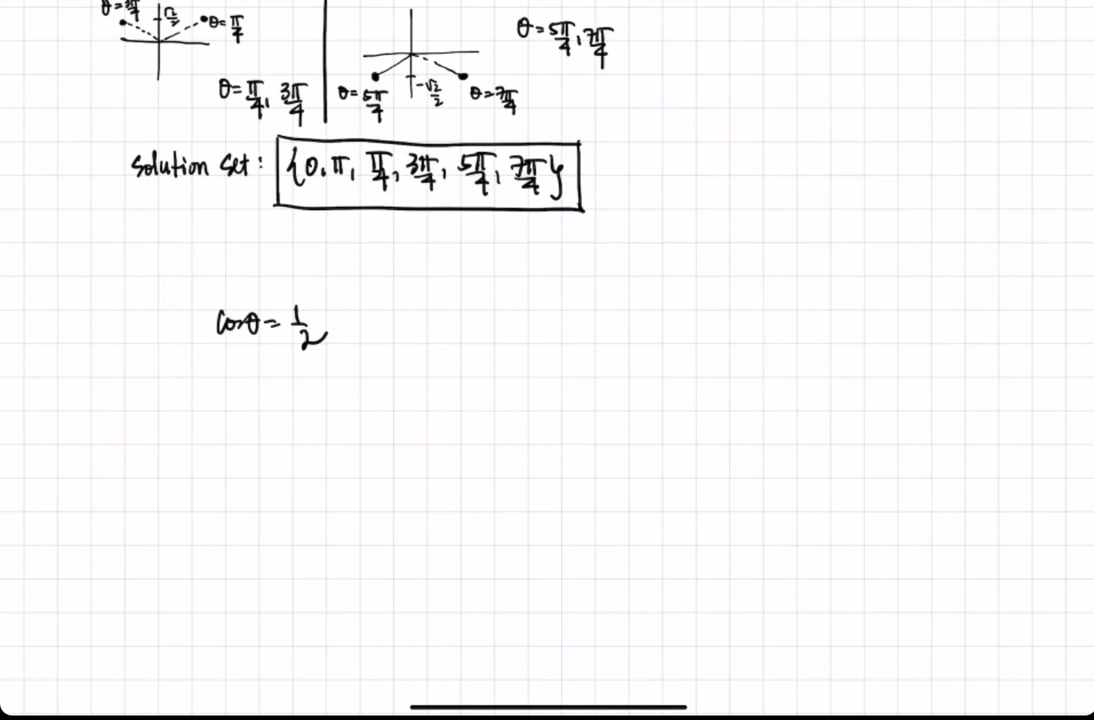 θ = 3π/4 √2/2 θ = π/4
θ = π/4, 3π/4
θ = 5π/4, 7π/4
θ = 5π/4 -√2/2 θ = 7π/4
Solution Set: {0, π, π/4, 3π/4, 5π/4, 7π/4}
cosθ = 1/2